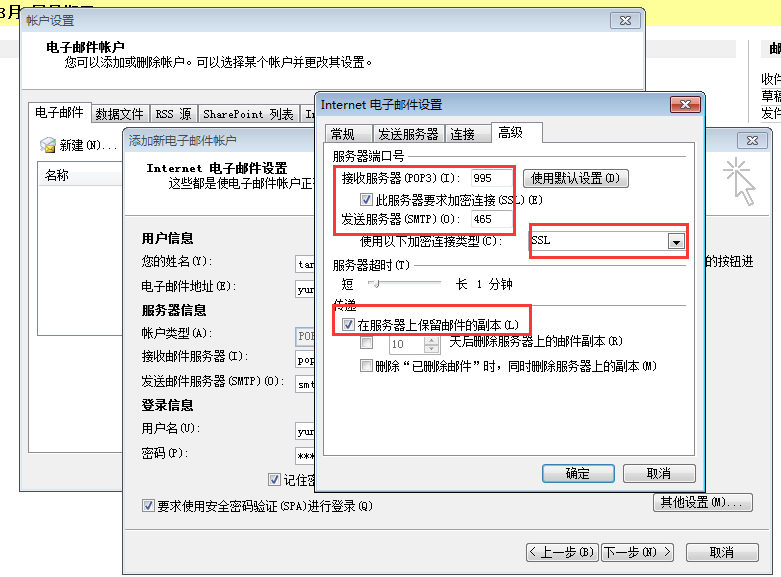 帐户设置
电子邮件帐户
您可以添加或删除帐户。可以选择某个帐户并更改其设置。
电子邮件 数据文件 RSS 源 SharePoint 列表
新建(N)...
名称
添加新电子邮件帐户
Internet 电子邮件设置
这些都是使电子邮件帐户正
用户信息
您的姓名(Y):
电子邮件地址(E):
服务器信息
帐户类型(A):
接收邮件服务器(I):
pop
发送邮件服务器(SMTP)(O):
smt
登录信息
用户名(U):
密码(P):
***
记住密
要求使用安全密码验证(SPA)进行登录(Q)
的按钮进
其他设置(M)...
<上一步(B) 下一步(N)> 取消
Internet 电子邮件设置
常规 发送服务器 连接 高级
服务器端口号
接收服务器(POP3)(I): 995 使用默认设置(D)
此服务器要求加密连接(SSL)(E)
发送服务器(SMTP)(O): 465
使用以下加密连接类型(C): SSL
服务器超时(T)
短 长 1 分钟
传递
在服务器上保留邮件的副本(L)
10 天后删除服务器上的邮件副本(R)
删除“已删除邮件”时,同时删除服务器上的副本(M)
确定 取消
收件
草稿
发件